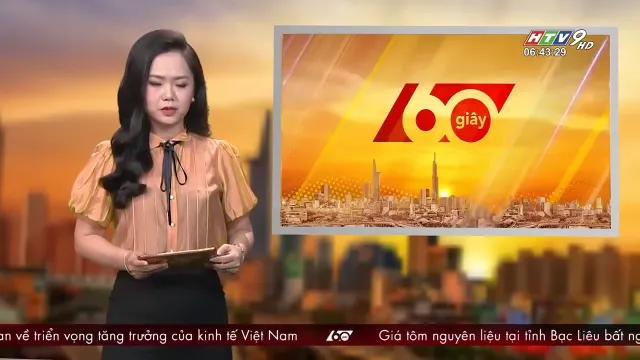 HTV9 HD
06:43:29
60 giây
an về triển vọng tăng trưởng của kinh tế Việt Nam 60 Giá tôm nguyên liệu tại tỉnh Bạc Liêu bất ng